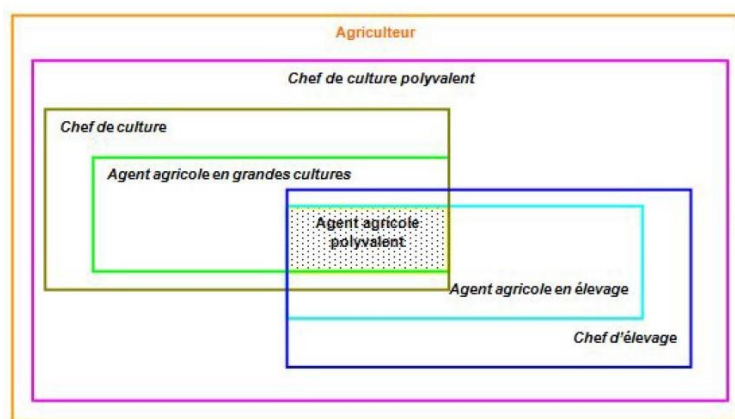 Agriculteur
Chef de culture polyvalent
Chef de culture
Agent agricole en grandes cultures
Agent agricole
polyvalent
Agent agricole en élevage
Chef d'élevage